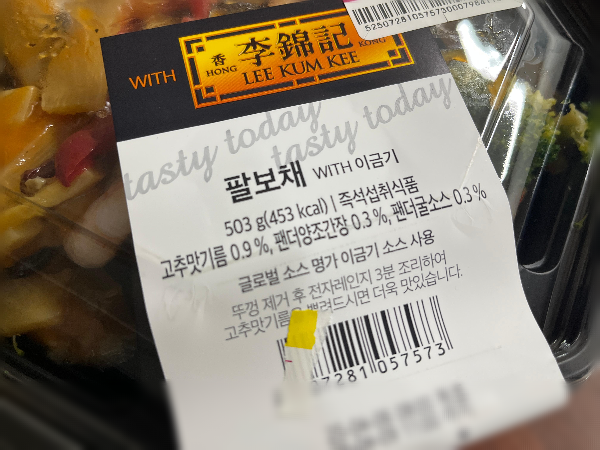 5250728105757300079841
WITH
香 李錦記
HONG KONG
LEE KUM KEE
tasty today
tasty today
팔보채 WITH 이금기
503 g(453 kcal) | 즉석섭취식품
고추맛기름 0.9 %, 팬더양조간장 0.3 %, 팬더굴소스 0.3 %
글로벌 소스 명가 이금기 소스 사용
뚜껑 제거 후 전자레인지 3분 조리하여
고추맛기름을 뿌려드시면 더욱 맛있습니다.
7281 057573